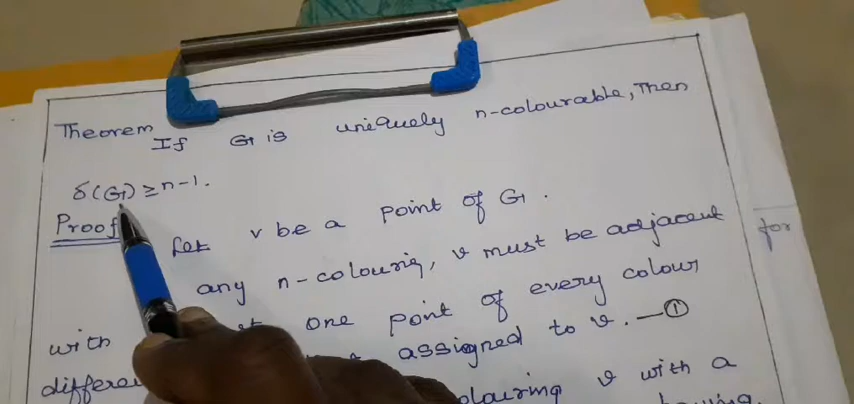 Theorem If G is uniquely n-colourable, Then
δ(G) ≥ n-1.
Proof Let v be a point of G.
any n-colouring, v must be adjacent
with one point of every colour
assigned to v. — ①
v with a
for